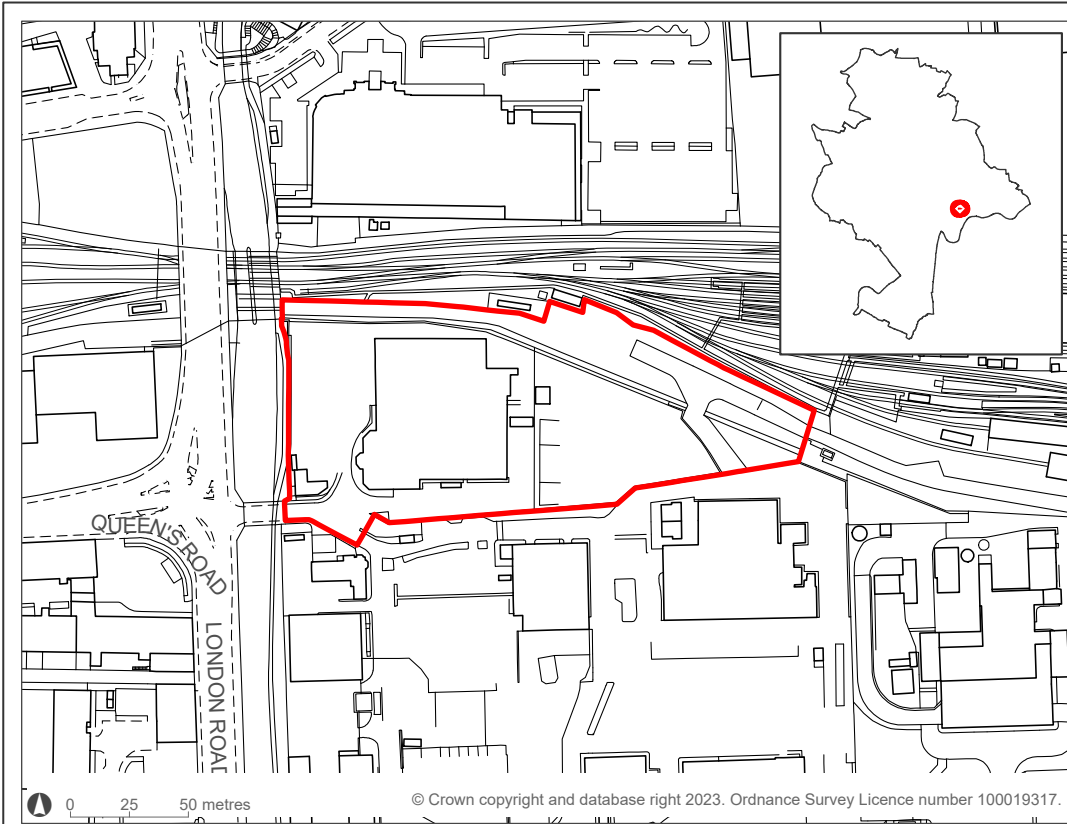 QUEEN'S ROAD
LONDON ROAD
0 25 50 metres
© Crown copyright and database right 2023. Ordnance Survey Licence number 100019317.